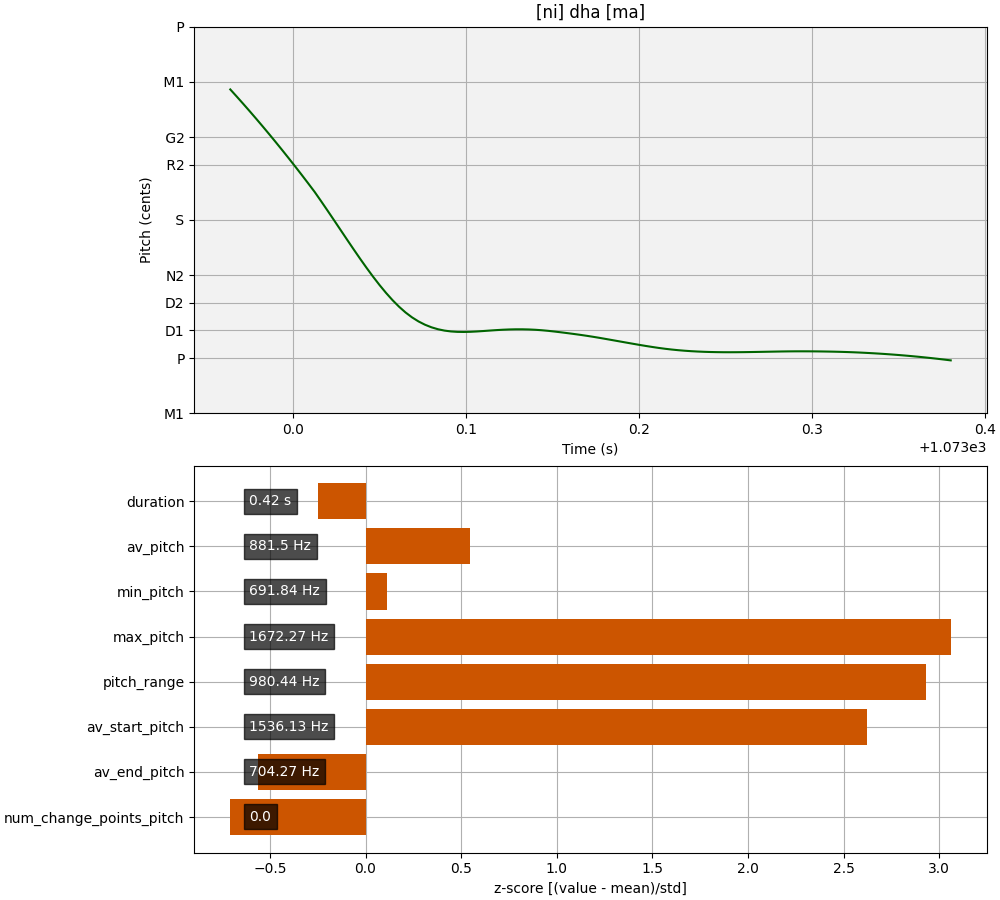 [ni] dha [ma]
P
M1
G2
R2
S
N2
D2
D1
P
M1
Pitch (cents)
0.0 0.1 0.2 0.3 0.4
Time (s)
+1.073e3
duration 0.42 s
av_pitch 881.5 Hz
min_pitch 691.84 Hz
max_pitch 1672.27 Hz
pitch_range 980.44 Hz
av_start_pitch 1536.13 Hz
av_end_pitch 704.27 Hz
num_change_points_pitch 0.0
−0.5 0.0 0.5 1.0 1.5 2.0 2.5 3.0
z-score [(value - mean)/std]